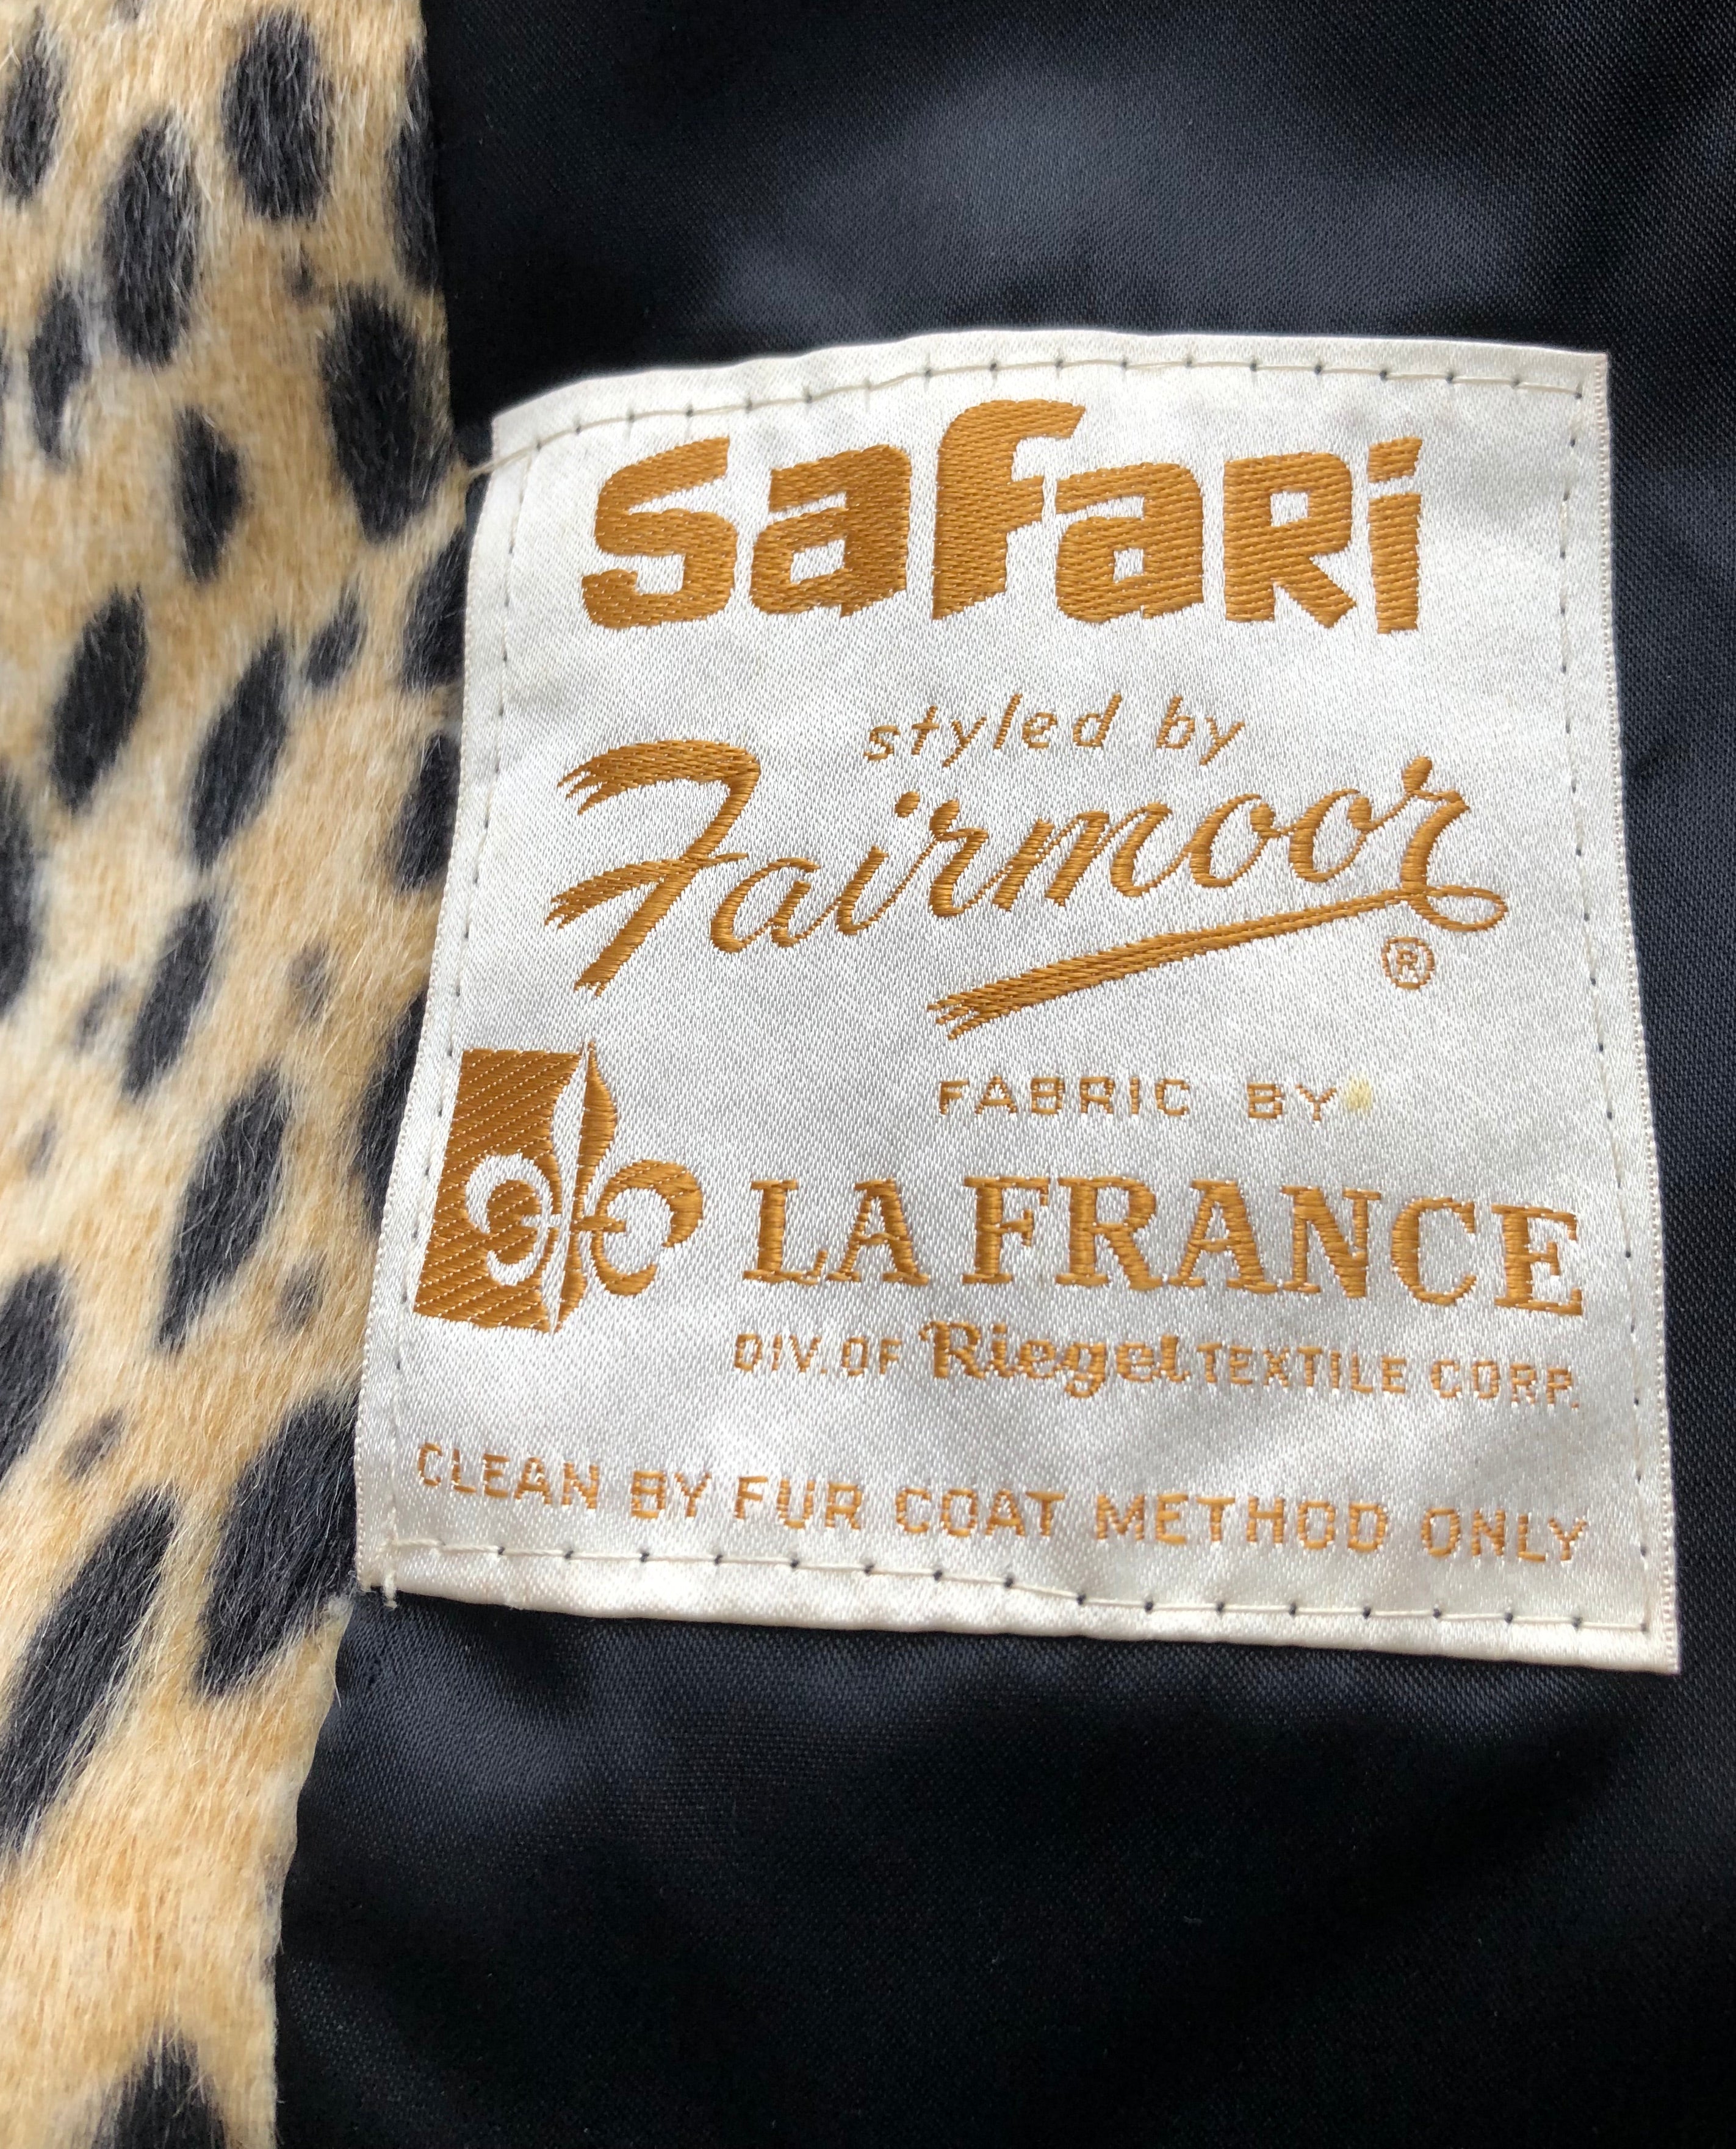 Safari
styled by
Fairmoor
®
FABRIC BY
LA FRANCE
DIV. OF Riegel TEXTILE CORP.
CLEAN BY FUR COAT METHOD ONLY